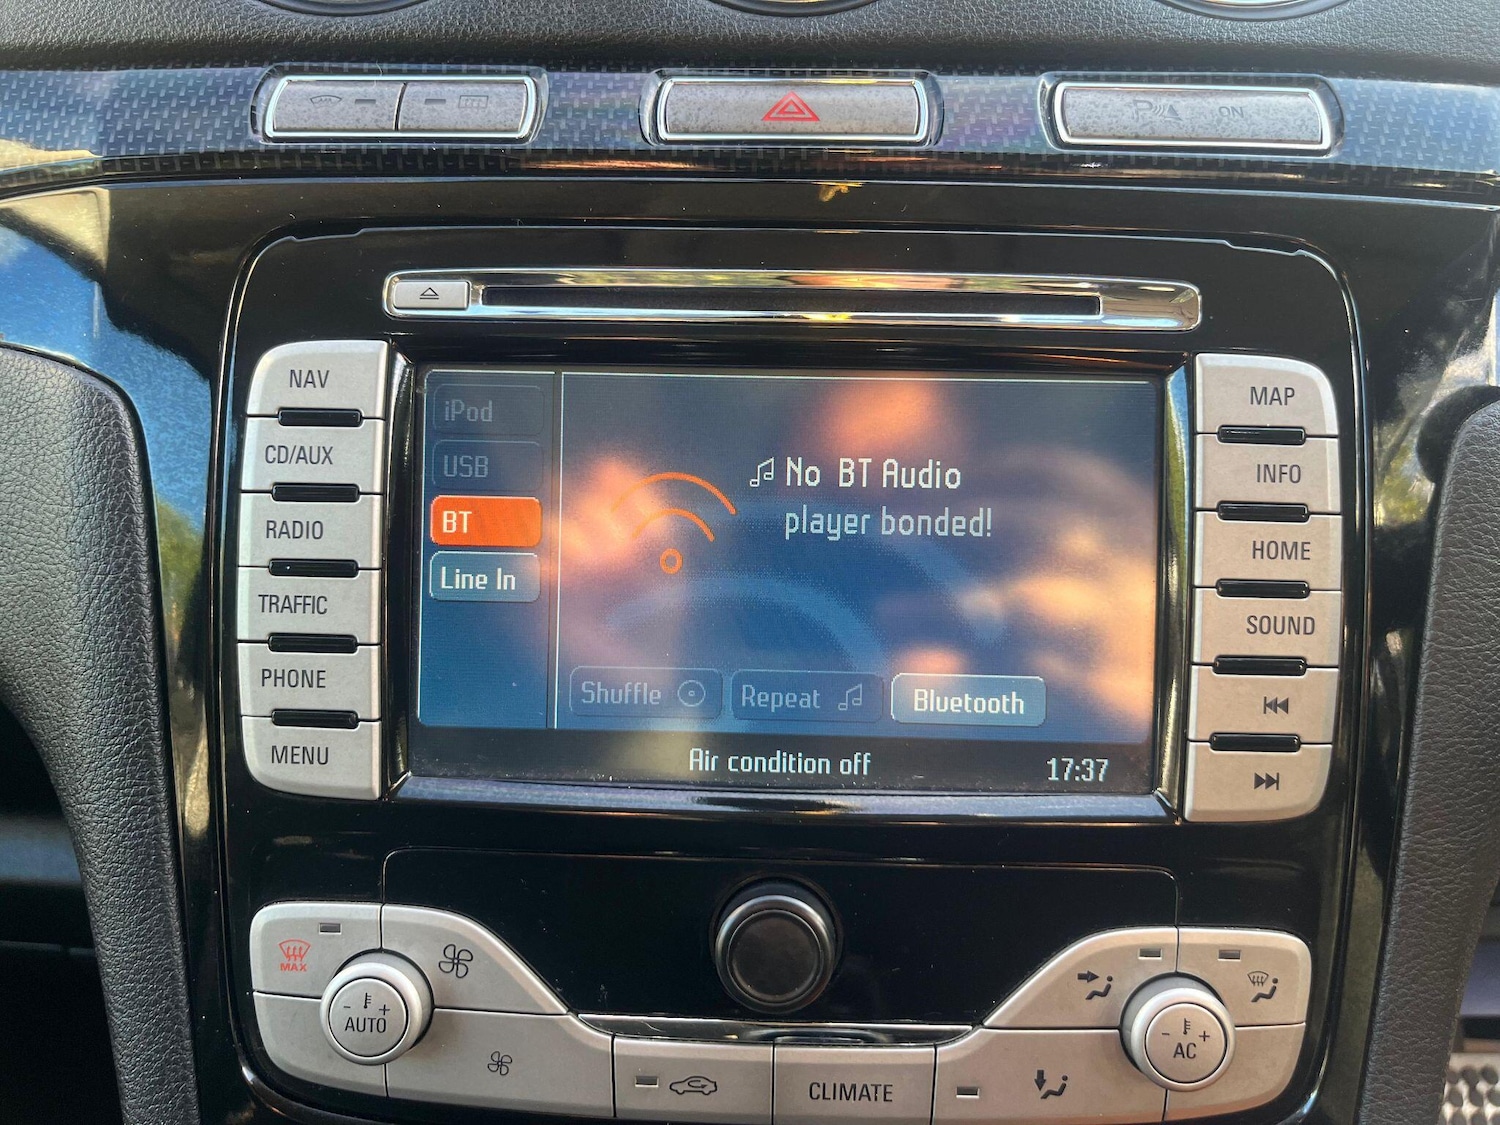 ON
NAV
CD/AUX
RADIO
TRAFFIC
PHONE
MENU
iPod
USB
BT
Line In
No BT Audio
player bonded!
Shuffle
Repeat
Bluetooth
Air condition off
17:37
MAP
INFO
HOME
SOUND
MAX
- +
AUTO
CLIMATE
- +
AC